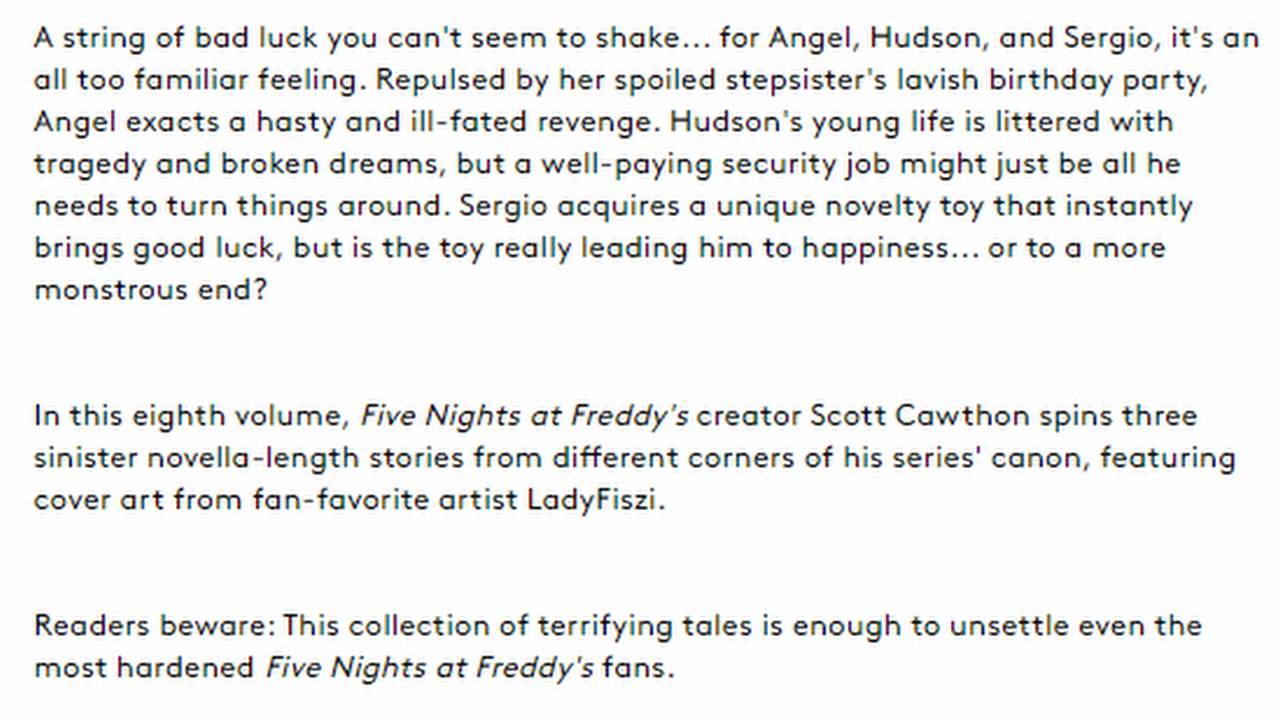 A string of bad luck you can't seem to shake... for Angel, Hudson, and Sergio, it's an
all too familiar feeling. Repulsed by her spoiled stepsister's lavish birthday party,
Angel exacts a hasty and ill-fated revenge. Hudson's young life is littered with
tragedy and broken dreams, but a well-paying security job might just be all he
needs to turn things around. Sergio acquires a unique novelty toy that instantly
brings good luck, but is the toy really leading him to happiness... or to a more
monstrous end?
In this eighth volume, Five Nights at Freddy's creator Scott Cawthon spins three
sinister novella-length stories from different corners of his series' canon, featuring
cover art from fan-favorite artist LadyFiszi.
Readers beware: This collection of terrifying tales is enough to unsettle even the
most hardened Five Nights at Freddy's fans.